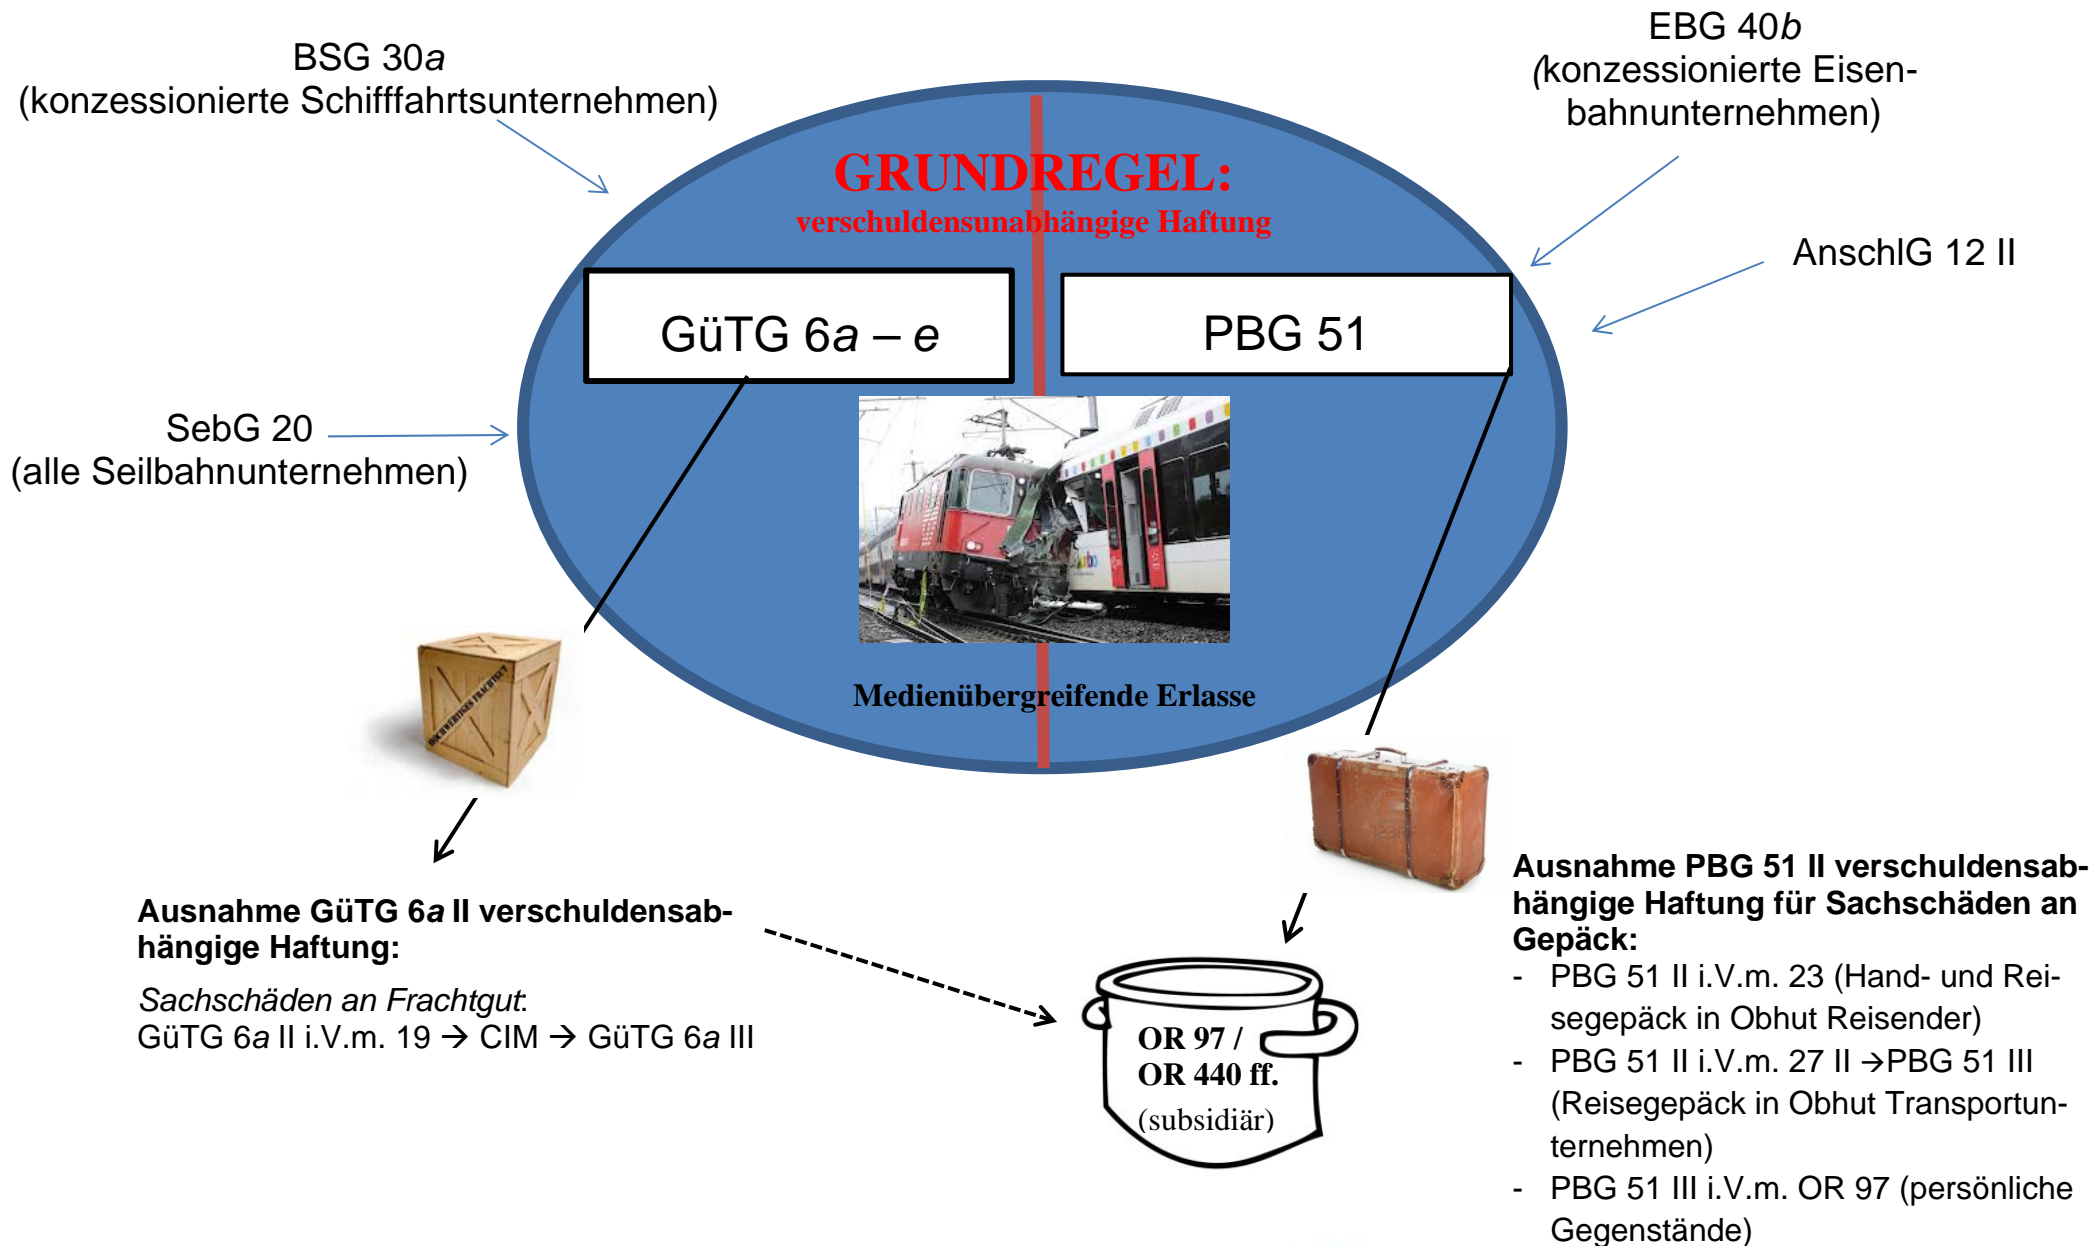 BSG 30a
(konzessionierte Schifffahrtsunternehmen)
EBG 40b
(konzessionierte Eisen-
bahnunternehmen)
GRUNDREGEL:
verschuldensunabhängige Haftung
AnschlG 12 II
GüTG 6a – e
PBG 51
SebG 20
(alle Seilbahnunternehmen)
HOCHWERTIGES FRACHTGUT
Medienübergreifende Erlasse
123RF
Ausnahme GüTG 6a II verschuldensab-
hängige Haftung:
Sachschäden an Frachtgut:
GüTG 6a II i.V.m. 19 → CIM → GüTG 6a III
OR 97 /
OR 440 ff.
(subsidiär)
Ausnahme PBG 51 II verschuldensab-
hängige Haftung für Sachschäden an
Gepäck:
- PBG 51 II i.V.m. 23 (Hand- und Rei-
segepäck in Obhut Reisender)
- PBG 51 II i.V.m. 27 II →PBG 51 III
(Reisegepäck in Obhut Transportun-
ternehmen)
- PBG 51 III i.V.m. OR 97 (persönliche
Gegenstände)